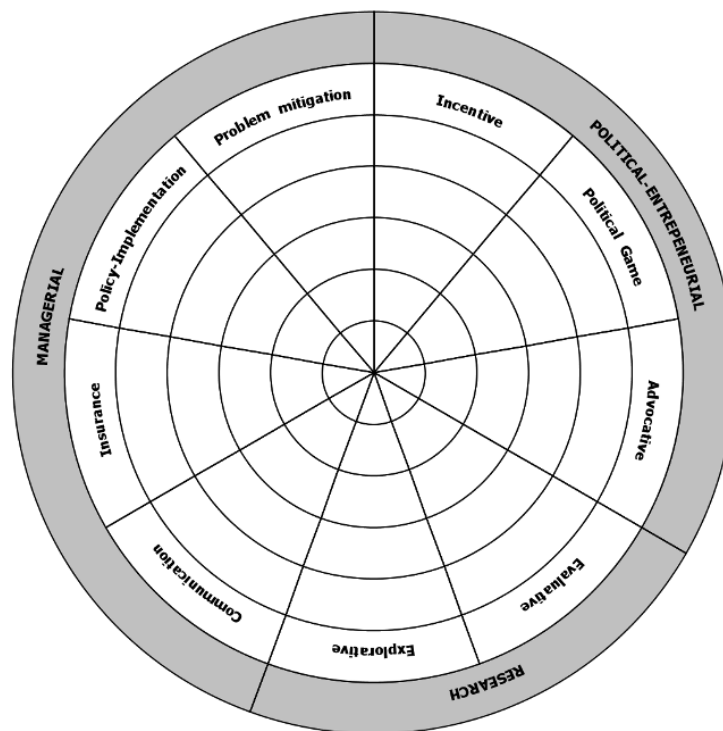 POLITICAL-ENTREPENEURIAL
Incentive
Political Game
Advocative
RESEARCH
Evaluative
Explorative
MANAGERIAL
Communication
Insurance
Policy-Implementation
Problem mitigation